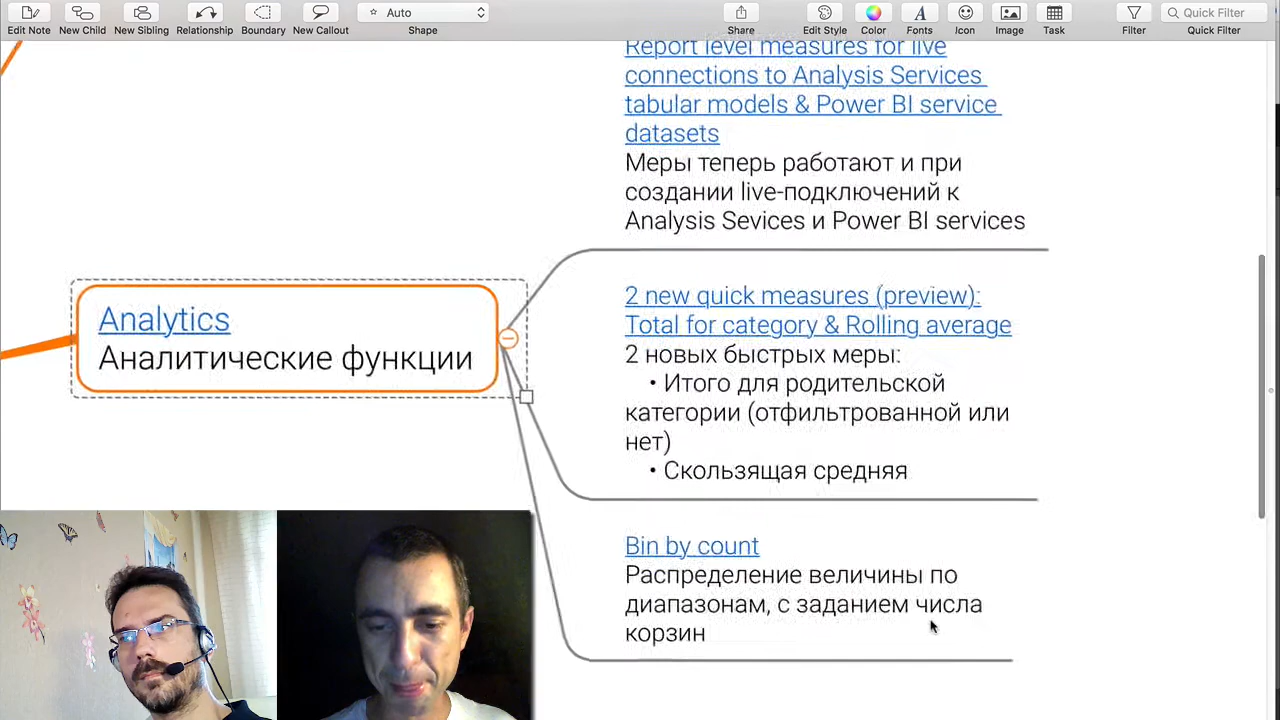 Auto
Quick Filter
Edit Note
New Child
New Sibling
Relationship
Boundary
New Callout
Shape
Share
Edit Style
Color
Fonts
Icon
Image
Task
Filter
Quick Filter
Report level measures for live
connections to Analysis Services
tabular models & Power BI service
datasets
Меры теперь работают и при
создании live-подключений к
Analysis Sevices и Power BI services
Analytics
Аналитические функции
2 new quick measures (preview):
Total for category & Rolling average
2 новых быстрых меры:
• Итого для родительской
категории (отфильтрованной или
нет)
• Скользящая средняя
Bin by count
Распределение величины по
диапазонам, с заданием числа
корзин